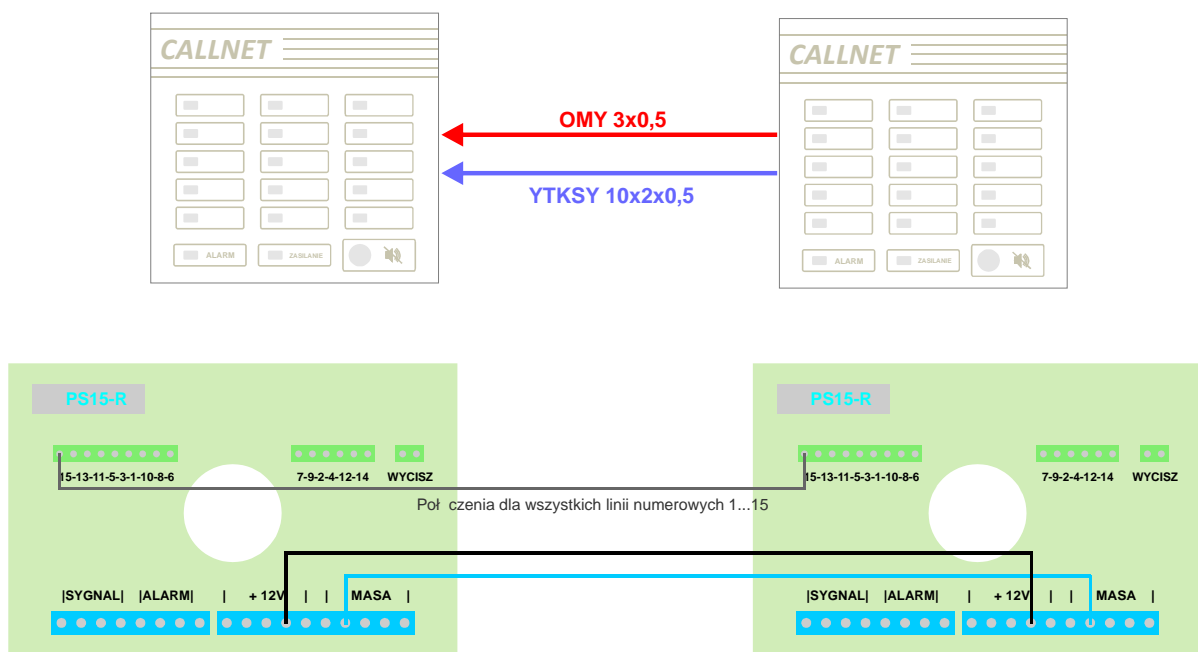 CALLNET
CALLNET
OMY 3x0,5
YTKSY 10x2x0,5
ALARM ZASILANIE
ALARM ZASILANIE
PS15-R
PS15-R
15-13-11-5-3-1-10-8-6 7-9-2-4-12-14 WYCISZ
15-13-11-5-3-1-10-8-6 7-9-2-4-12-14 WYCISZ
Poł czenia dla wszystkich linii numerowych 1...15
|SYGNAL| |ALARM| | + 12V | | MASA |
|SYGNAL| |ALARM| | + 12V | | MASA |